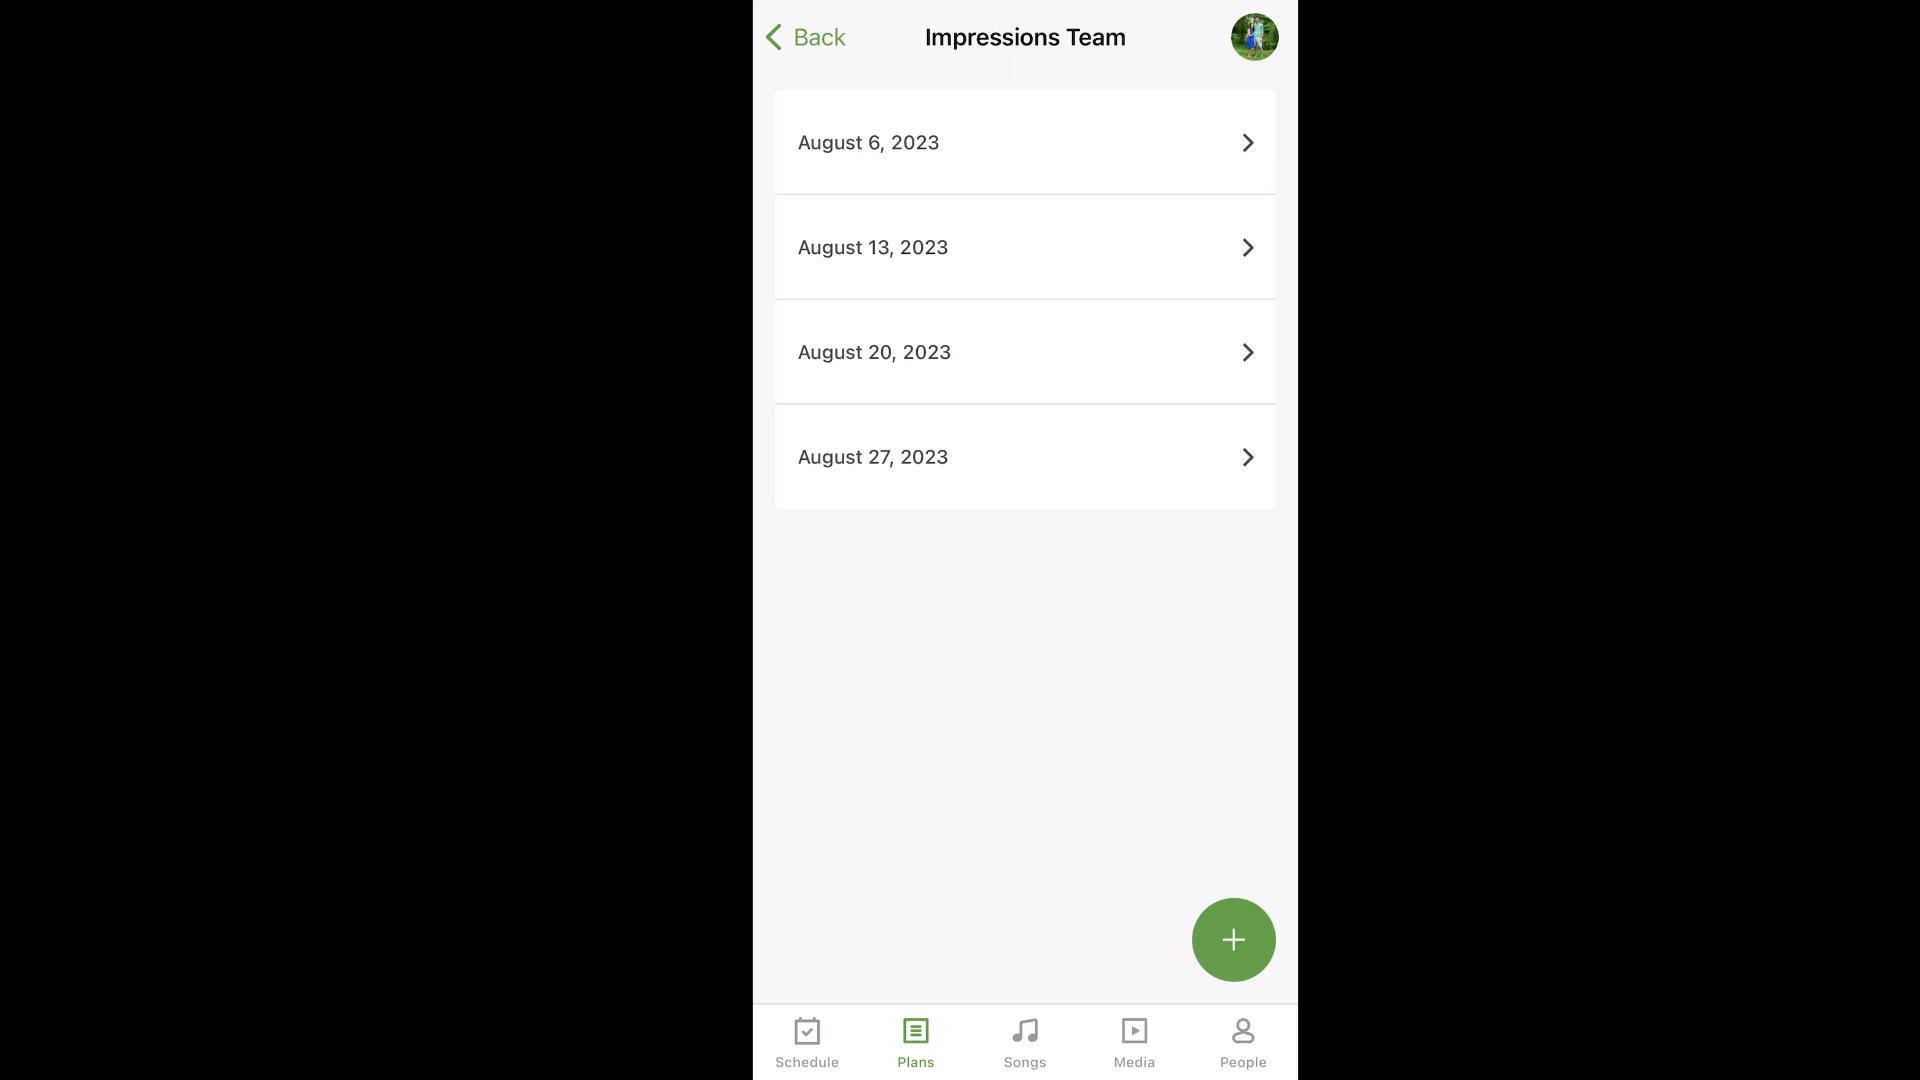 Back
Impressions Team
August 6, 2023
August 13, 2023
August 20, 2023
August 27, 2023
Schedule
Plans
Songs
Media
People